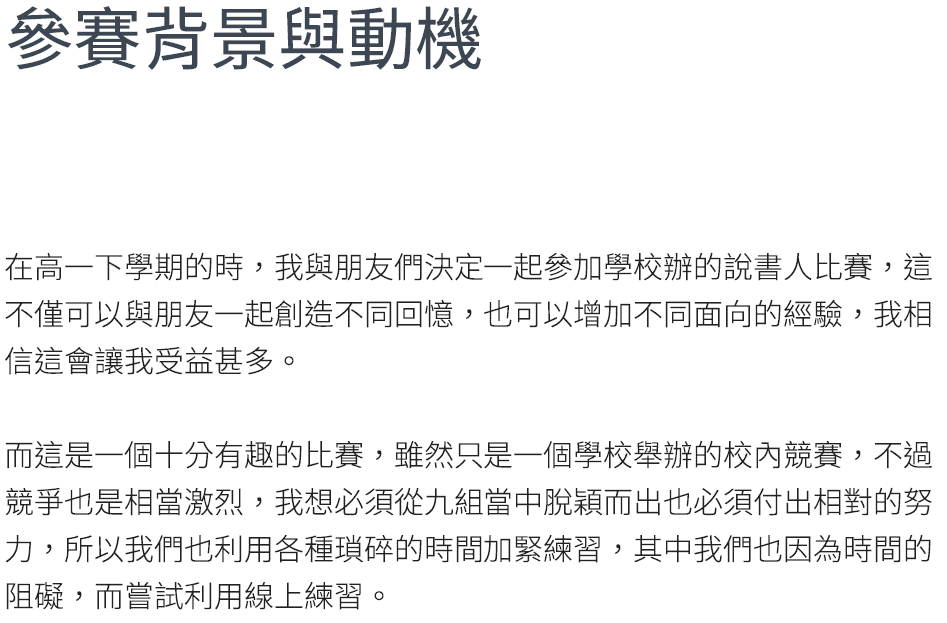 參賽背景與動機
在高一下學期的時，我與朋友們決定一起參加學校辦的說書人比賽，這
不僅可以與朋友一起創造不同回憶，也可以增加不同面向的經驗，我相
信這會讓我受益甚多。
而這是一個十分有趣的比賽，雖然只是一個學校舉辦的校內競賽，不過
競爭也是相當激烈，我想必須從九組當中脫穎而出也必須付出相對的努
力，所以我們也利用各種瑣碎的時間加緊練習，其中我們也因為時間的
阻礙，而嘗試利用線上練習。